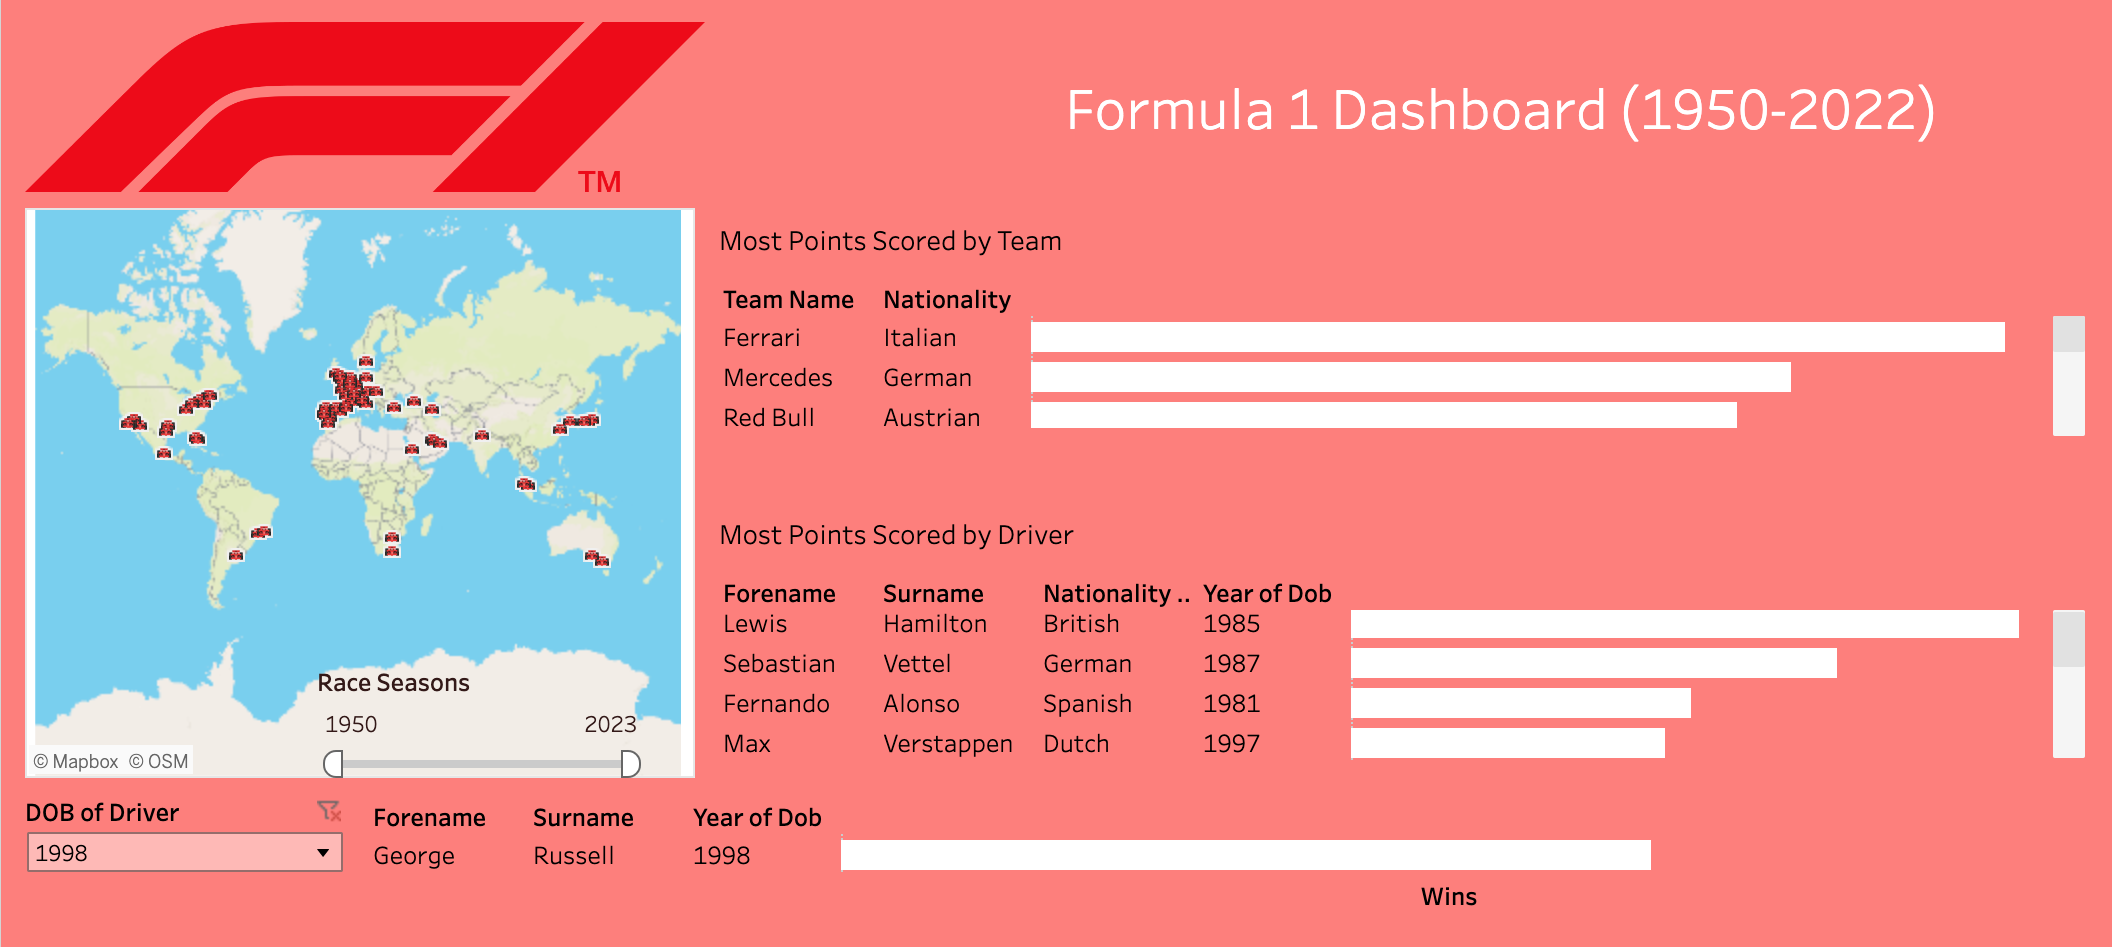 TM
Formula 1 Dashboard (1950-2022)
Most Points Scored by Team
Team Name Nationality
Ferrari Italian
Mercedes German
Red Bull Austrian
Most Points Scored by Driver
Forename Surname Nationality .. Year of Dob
Lewis Hamilton British 1985
Sebastian Vettel German 1987
Fernando Alonso Spanish 1981
Max Verstappen Dutch 1997
Race Seasons
1950 2023
© Mapbox © OSM
DOB of Driver
1998
Forename Surname Year of Dob
George Russell 1998
Wins